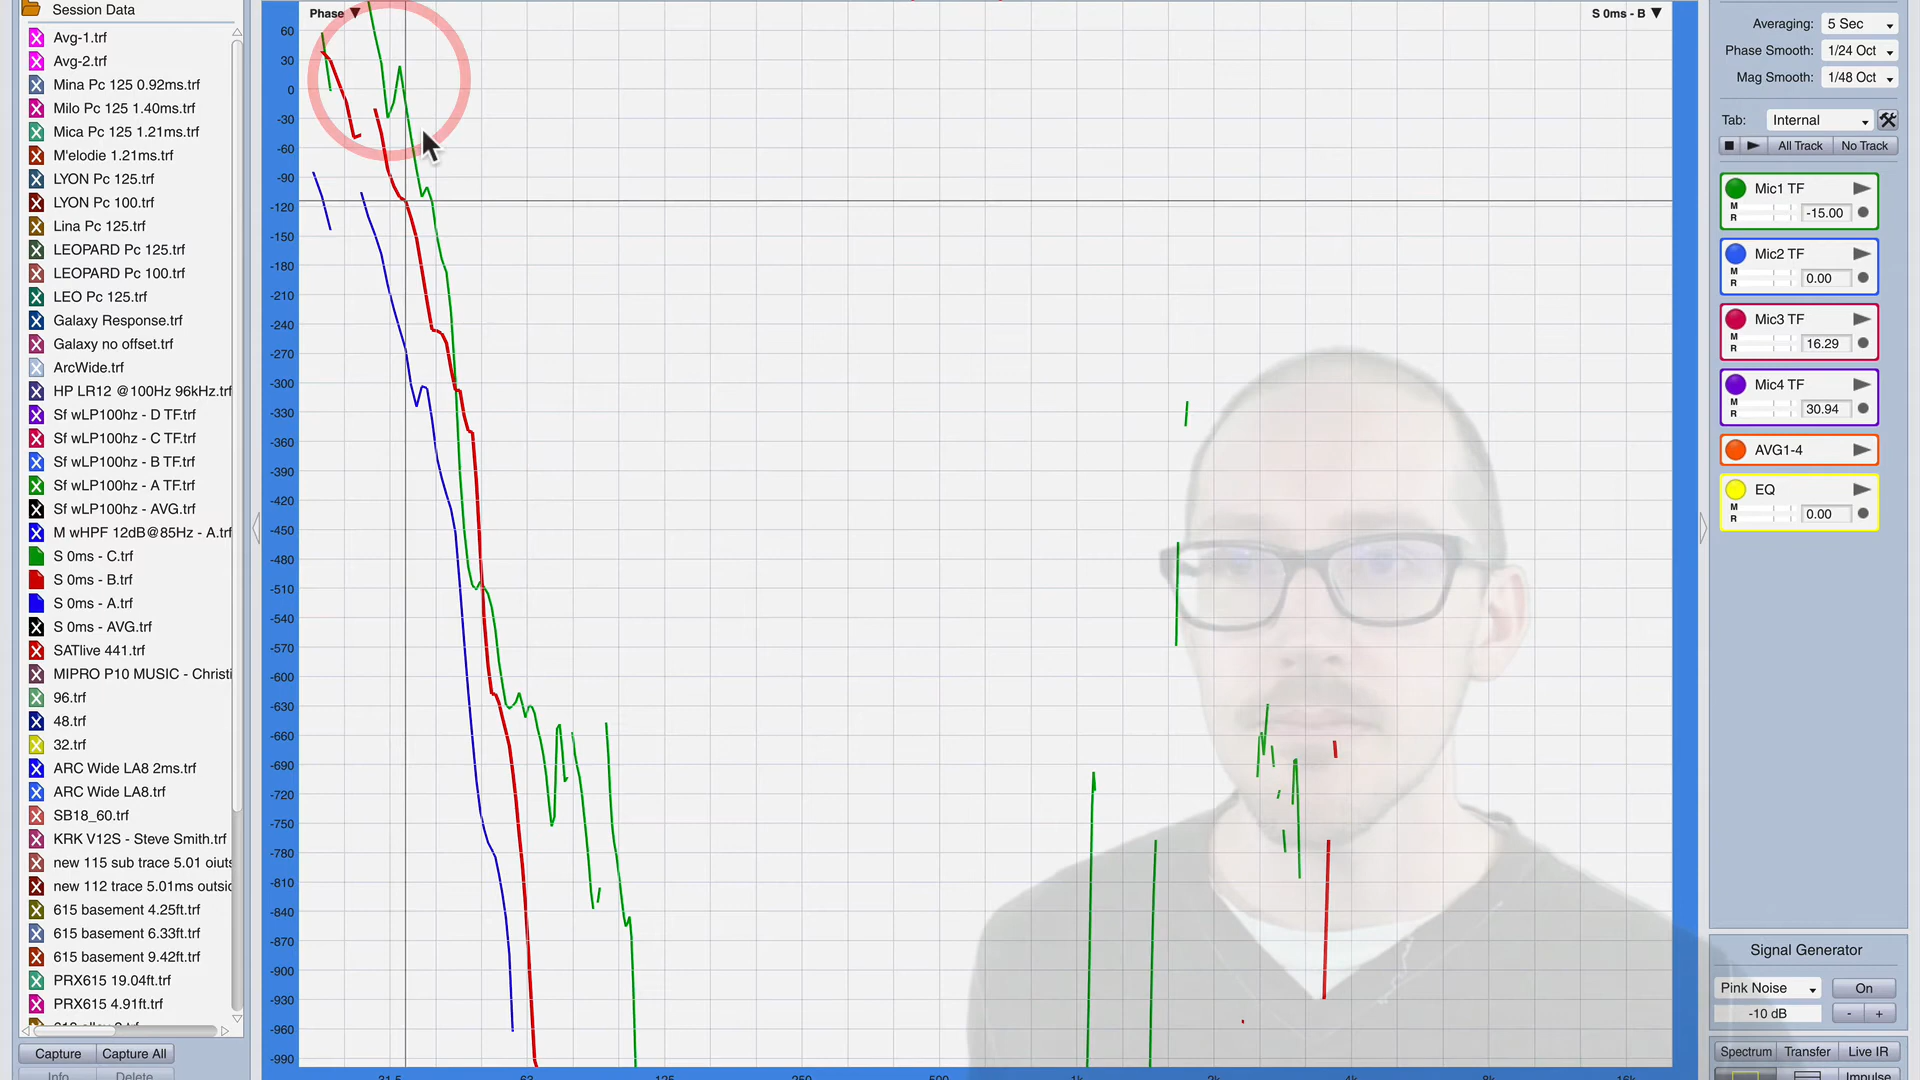 Session Data
Avg-1.trf
Avg-2.trf
Mina Pc 125 0.92ms.trf
Milo Pc 125 1.40ms.trf
Mica Pc 125 1.21ms.trf
M'elodie 1.21ms.trf
LYON Pc 125.trf
LYON Pc 100.trf
Lina Pc 125.trf
LEOPARD Pc 125.trf
LEOPARD Pc 100.trf
LEO Pc 125.trf
Galaxy Response.trf
Galaxy no offset.trf
ArcWide.trf
HP LR12 @100Hz 96kHz.trf
Sf wLP100hz - D TF.trf
Sf wLP100hz - C TF.trf
Sf wLP100hz - B TF.trf
Sf wLP100hz - A TF.trf
Sf wLP100hz - AVG.trf
M wHPF 12dB@85Hz - A.trf
S 0ms - C.trf
S 0ms - B.trf
S 0ms - A.trf
S 0ms - AVG.trf
SATlive 441.trf
MIPRO P10 MUSIC - Christi
96.trf
48.trf
32.trf
ARC Wide LA8 2ms.trf
ARC Wide LA8.trf
SB18_60.trf
KRK V12S - Steve Smith.trf
new 115 sub trace 5.01 oiuts
new 112 trace 5.01ms outsid
615 basement 4.25ft.trf
615 basement 6.33ft.trf
615 basement 9.42ft.trf
PRX615 19.04ft.trf
PRX615 4.91ft.trf
Capture Capture All
Info Delete
Phase ▼ S 0ms - B ▼
60
30
0
-30
-60
-90
-120
-150
-180
-210
-240
-270
-300
-330
-360
-390
-420
-450
-480
-510
-540
-570
-600
-630
-660
-690
-720
-750
-780
-810
-840
-870
-900
-930
-960
-990
31.5 63 125 250 500 1k 2k 4k 8k 16k
Averaging: 5 Sec
Phase Smooth: 1/24 Oct
Mag Smooth: 1/48 Oct
Tab: Internal
All Track No Track
Mic1 TF
M
R -15.00
Mic2 TF
M
R 0.00
Mic3 TF
M
R 16.29
Mic4 TF
M
R 30.94
AVG1-4
EQ
M
R 0.00
Signal Generator
Pink Noise On
-10 dB - +
Spectrum Transfer Live IR
Impulse